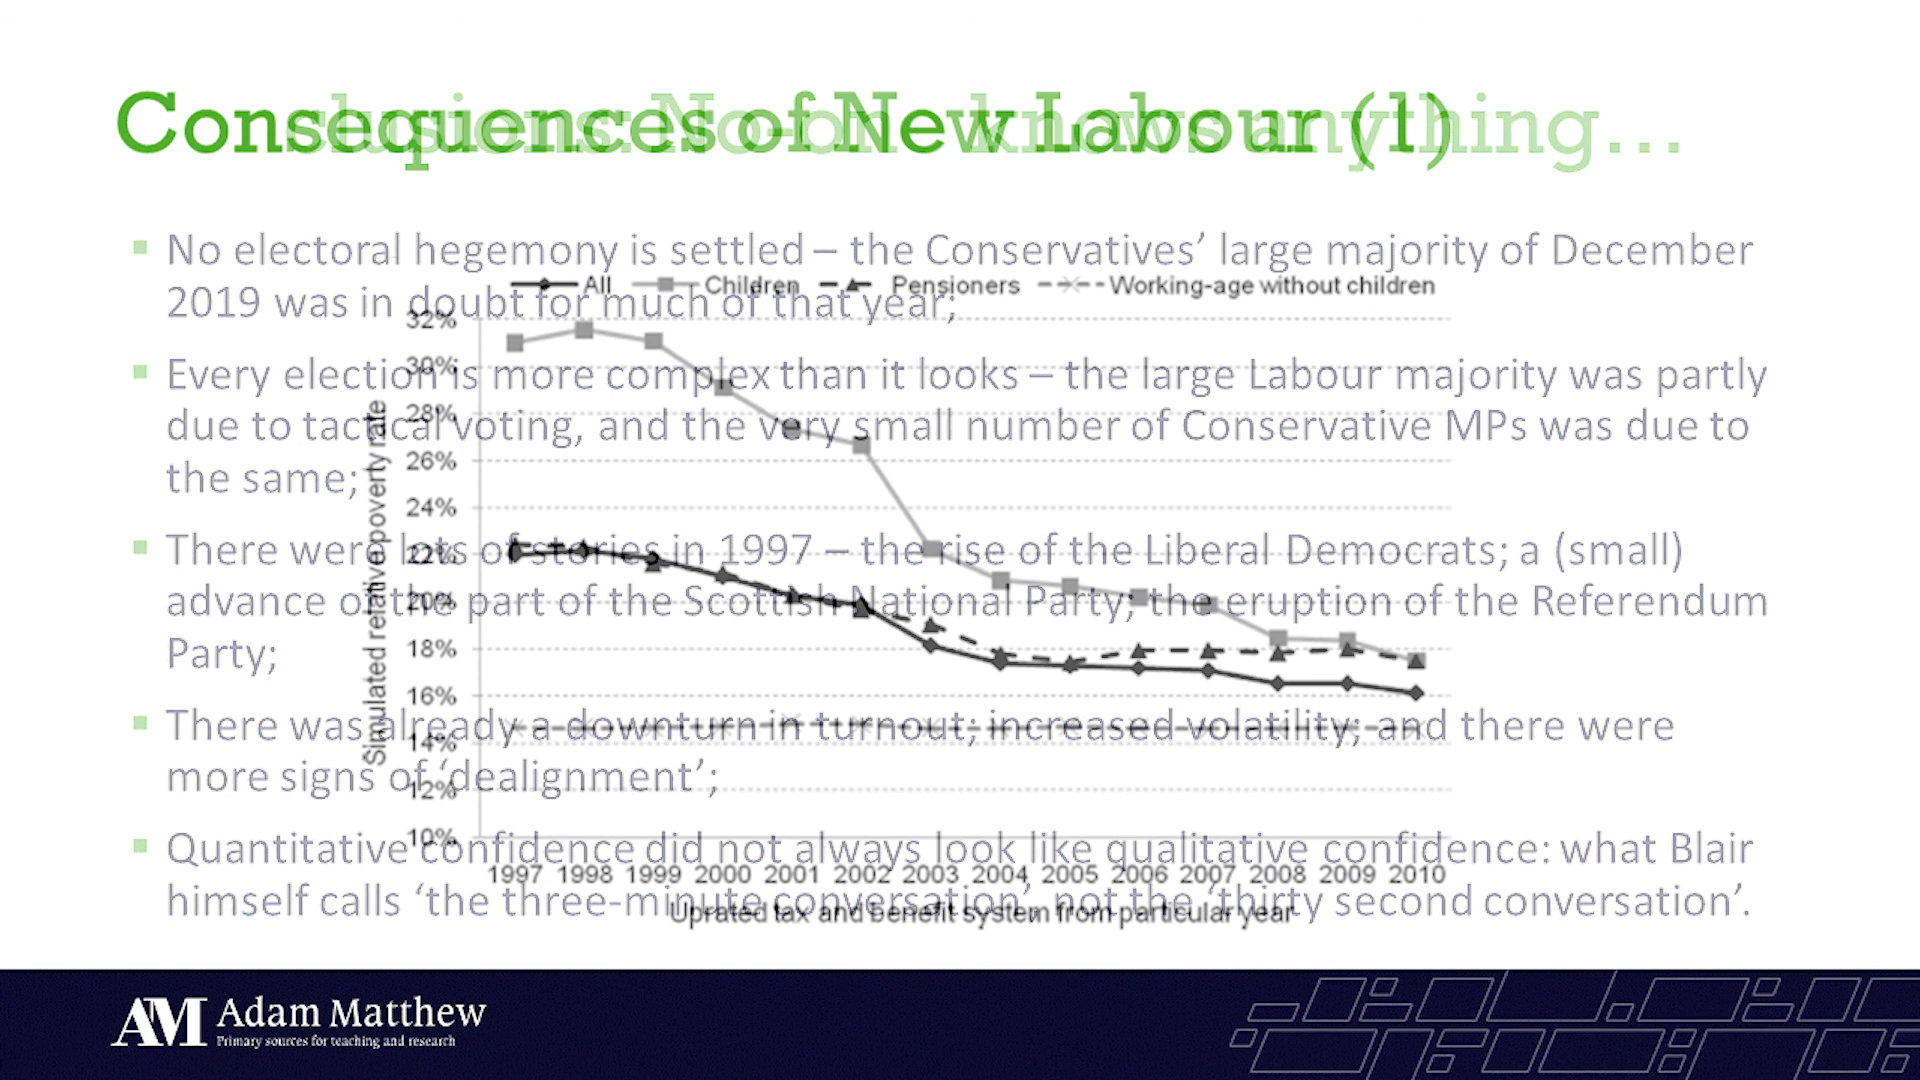 Consequences of New Labour (1)
clusions: No-on knows anything…
No electoral hegemony is settled – the Conservatives’ large majority of December
2019 was in doubt for much of that year;
Every election is more complex than it looks – the large Labour majority was partly
due to tactical voting, and the very small number of Conservative MPs was due to
the same;
There were lots of stories in 1997 – the rise of the Liberal Democrats; a (small)
advance on the part of the Scottish National Party; the eruption of the Referendum
Party;
There was already a downturn in turnout; increased volatility; and there were
more signs of ‘dealignment’;
Quantitative confidence did not always look like qualitative confidence: what Blair
himself calls ‘the three-minute conversation’, not the ‘thirty second conversation’.
All Children Pensioners Working-age without children
Simulated relative poverty rate
32%
30%
28%
26%
24%
22%
20%
18%
16%
14%
12%
10%
1997 1998 1999 2000 2001 2002 2003 2004 2005 2006 2007 2008 2009 2010
Uprated tax and benefit system from particular year
AM Adam Matthew
Primary sources for teaching and research